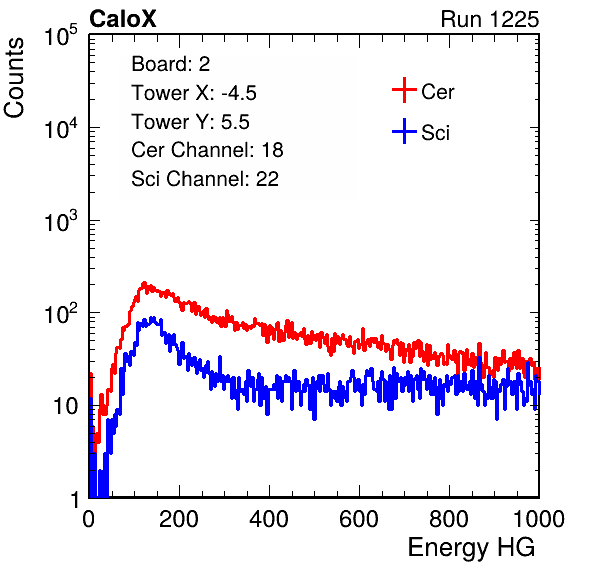 CaloX Run 1225
Counts
Board: 2
Tower X: -4.5
Tower Y: 5.5
Cer Channel: 18
Sci Channel: 22
Cer
Sci
10^5
10^4
10^3
10^2
10
1
0 200 400 600 800 1000
Energy HG